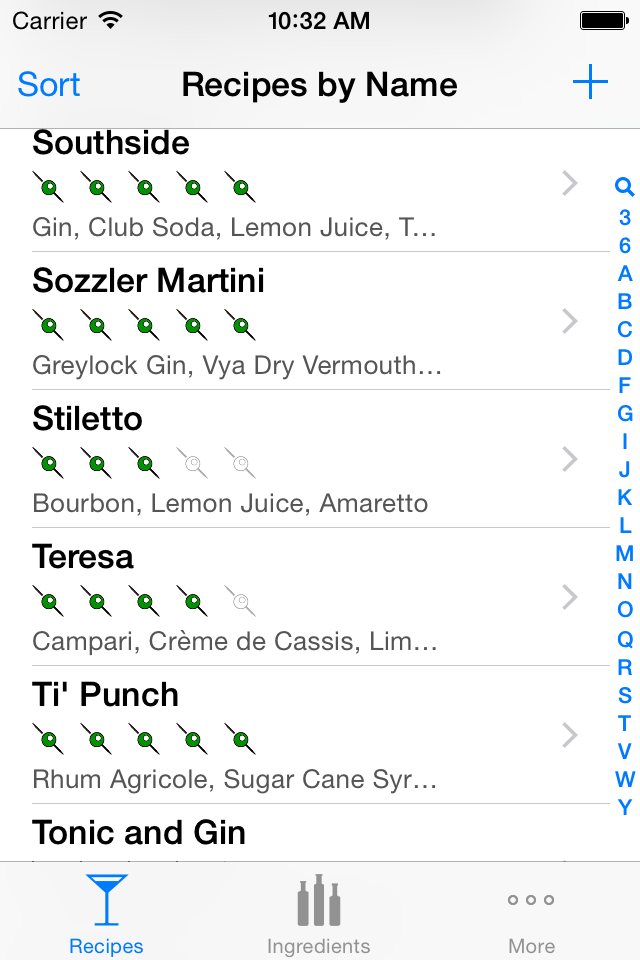 Carrier 10:32 AM
Sort Recipes by Name
Southside
Gin, Club Soda, Lemon Juice, T...
Sozzler Martini
Greylock Gin, Vya Dry Vermouth...
Stiletto
Bourbon, Lemon Juice, Amaretto
Teresa
Campari, Crème de Cassis, Lim...
Ti' Punch
Rhum Agricole, Sugar Cane Syr...
Tonic and Gin
3
6
A
B
C
D
F
G
I
J
K
L
M
N
O
Q
R
S
T
V
W
Y
Recipes Ingredients More